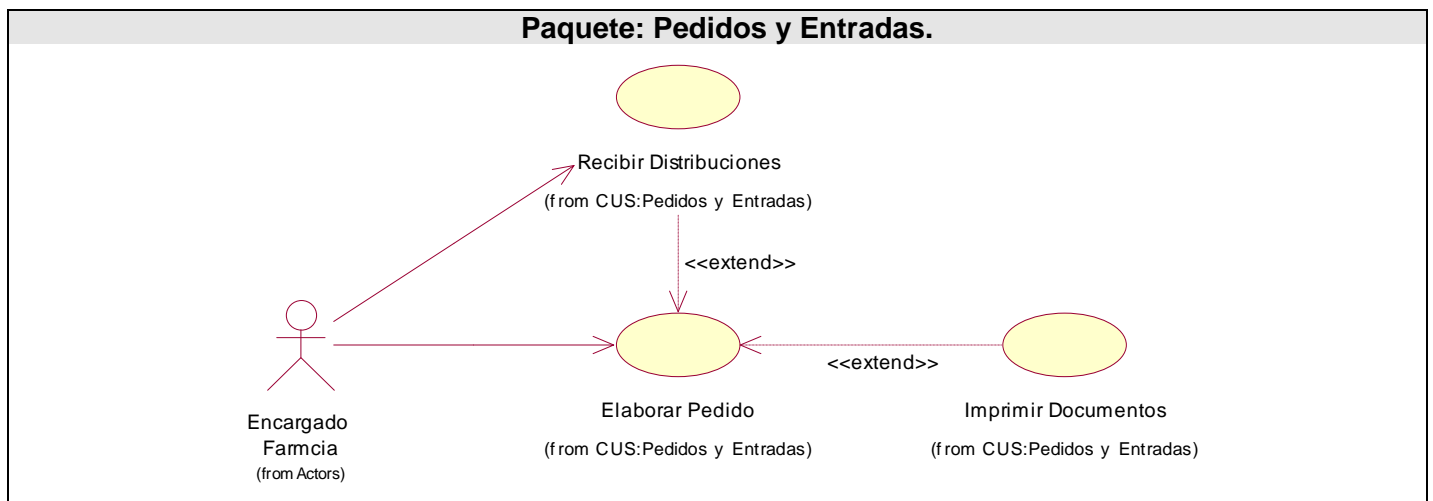 Paquete: Pedidos y Entradas.
Recibir Distribuciones
(from CUS:Pedidos y Entradas)
<<extend>>
<<extend>>
Encargado
Farmcia
(from Actors)
Elaborar Pedido
(from CUS:Pedidos y Entradas)
Imprimir Documentos
(from CUS:Pedidos y Entradas)